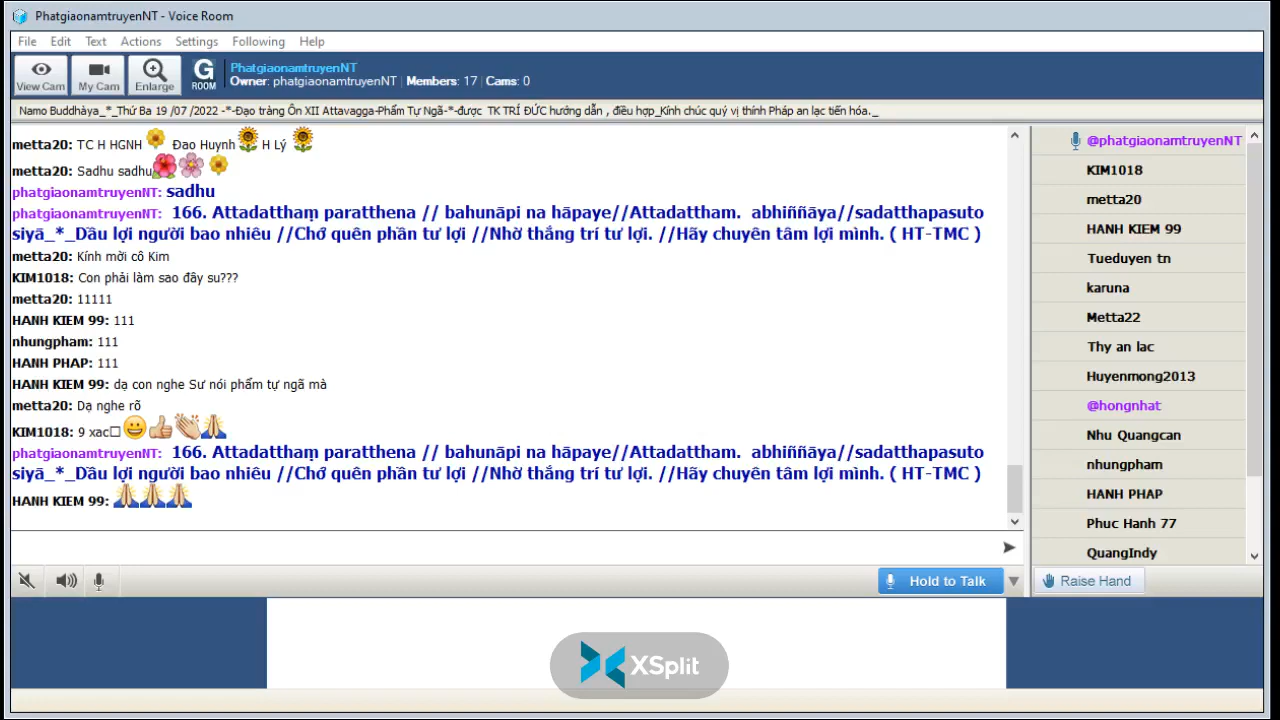 PhatgiaonamtruyenNT - Voice Room
File Edit Text Actions Settings Following Help
View Cam My Cam Enlarge G ROOM
PhatgiaonamtruyenNT
Owner: phatgiaonamtruyenNT | Members: 17 | Cams: 0
Namo Buddhàya_*_Thứ Ba 19 /07 /2022 -*-Đạo tràng Ôn XII Attavagga-Phẩm Tự Ngã-*-được TK TRÍ ĐỨC hướng dẫn , điều hợp_Kính chúc quý vị thính Pháp an lạc tiến hóa._
metta20: TC H HGNH Đao Huynh H Lý
metta20: Sadhu sadhu
phatgiaonamtruyenNT: sadhu
phatgiaonamtruyenNT: 166. Attadatthaṃ paratthena // bahunāpi na hāpaye//Attadattham. abhiññāya//sadatthapasuto
siyā_*_Dầu lợi người bao nhiêu //Chớ quên phần tư lợi //Nhờ thắng trí tư lợi. //Hãy chuyên tâm lợi mình. ( HT-TMC )
metta20: Kính mời cô Kim
KIM1018: Con phải làm sao đây su???
metta20: 11111
HANH KIEM 99: 111
nhungpham: 111
HANH PHAP: 111
HANH KIEM 99: dạ con nghe Sư nói phẩm tự ngã mà
metta20: Dạ nghe rõ
KIM1018: 9 xac
phatgiaonamtruyenNT: 166. Attadatthaṃ paratthena // bahunāpi na hāpaye//Attadattham. abhiññāya//sadatthapasuto
siyā_*_Dầu lợi người bao nhiêu //Chớ quên phần tư lợi //Nhờ thắng trí tư lợi. //Hãy chuyên tâm lợi mình. ( HT-TMC )
HANH KIEM 99:
@phatgiaonamtruyenNT
KIM1018
metta20
HANH KIEM 99
Tueduyen tn
karuna
Metta22
Thy an lac
Huyenmong2013
@hongnhat
Nhu Quangcan
nhungpham
HANH PHAP
Phuc Hanh 77
QuangIndy
Hold to Talk
Raise Hand
XSplit